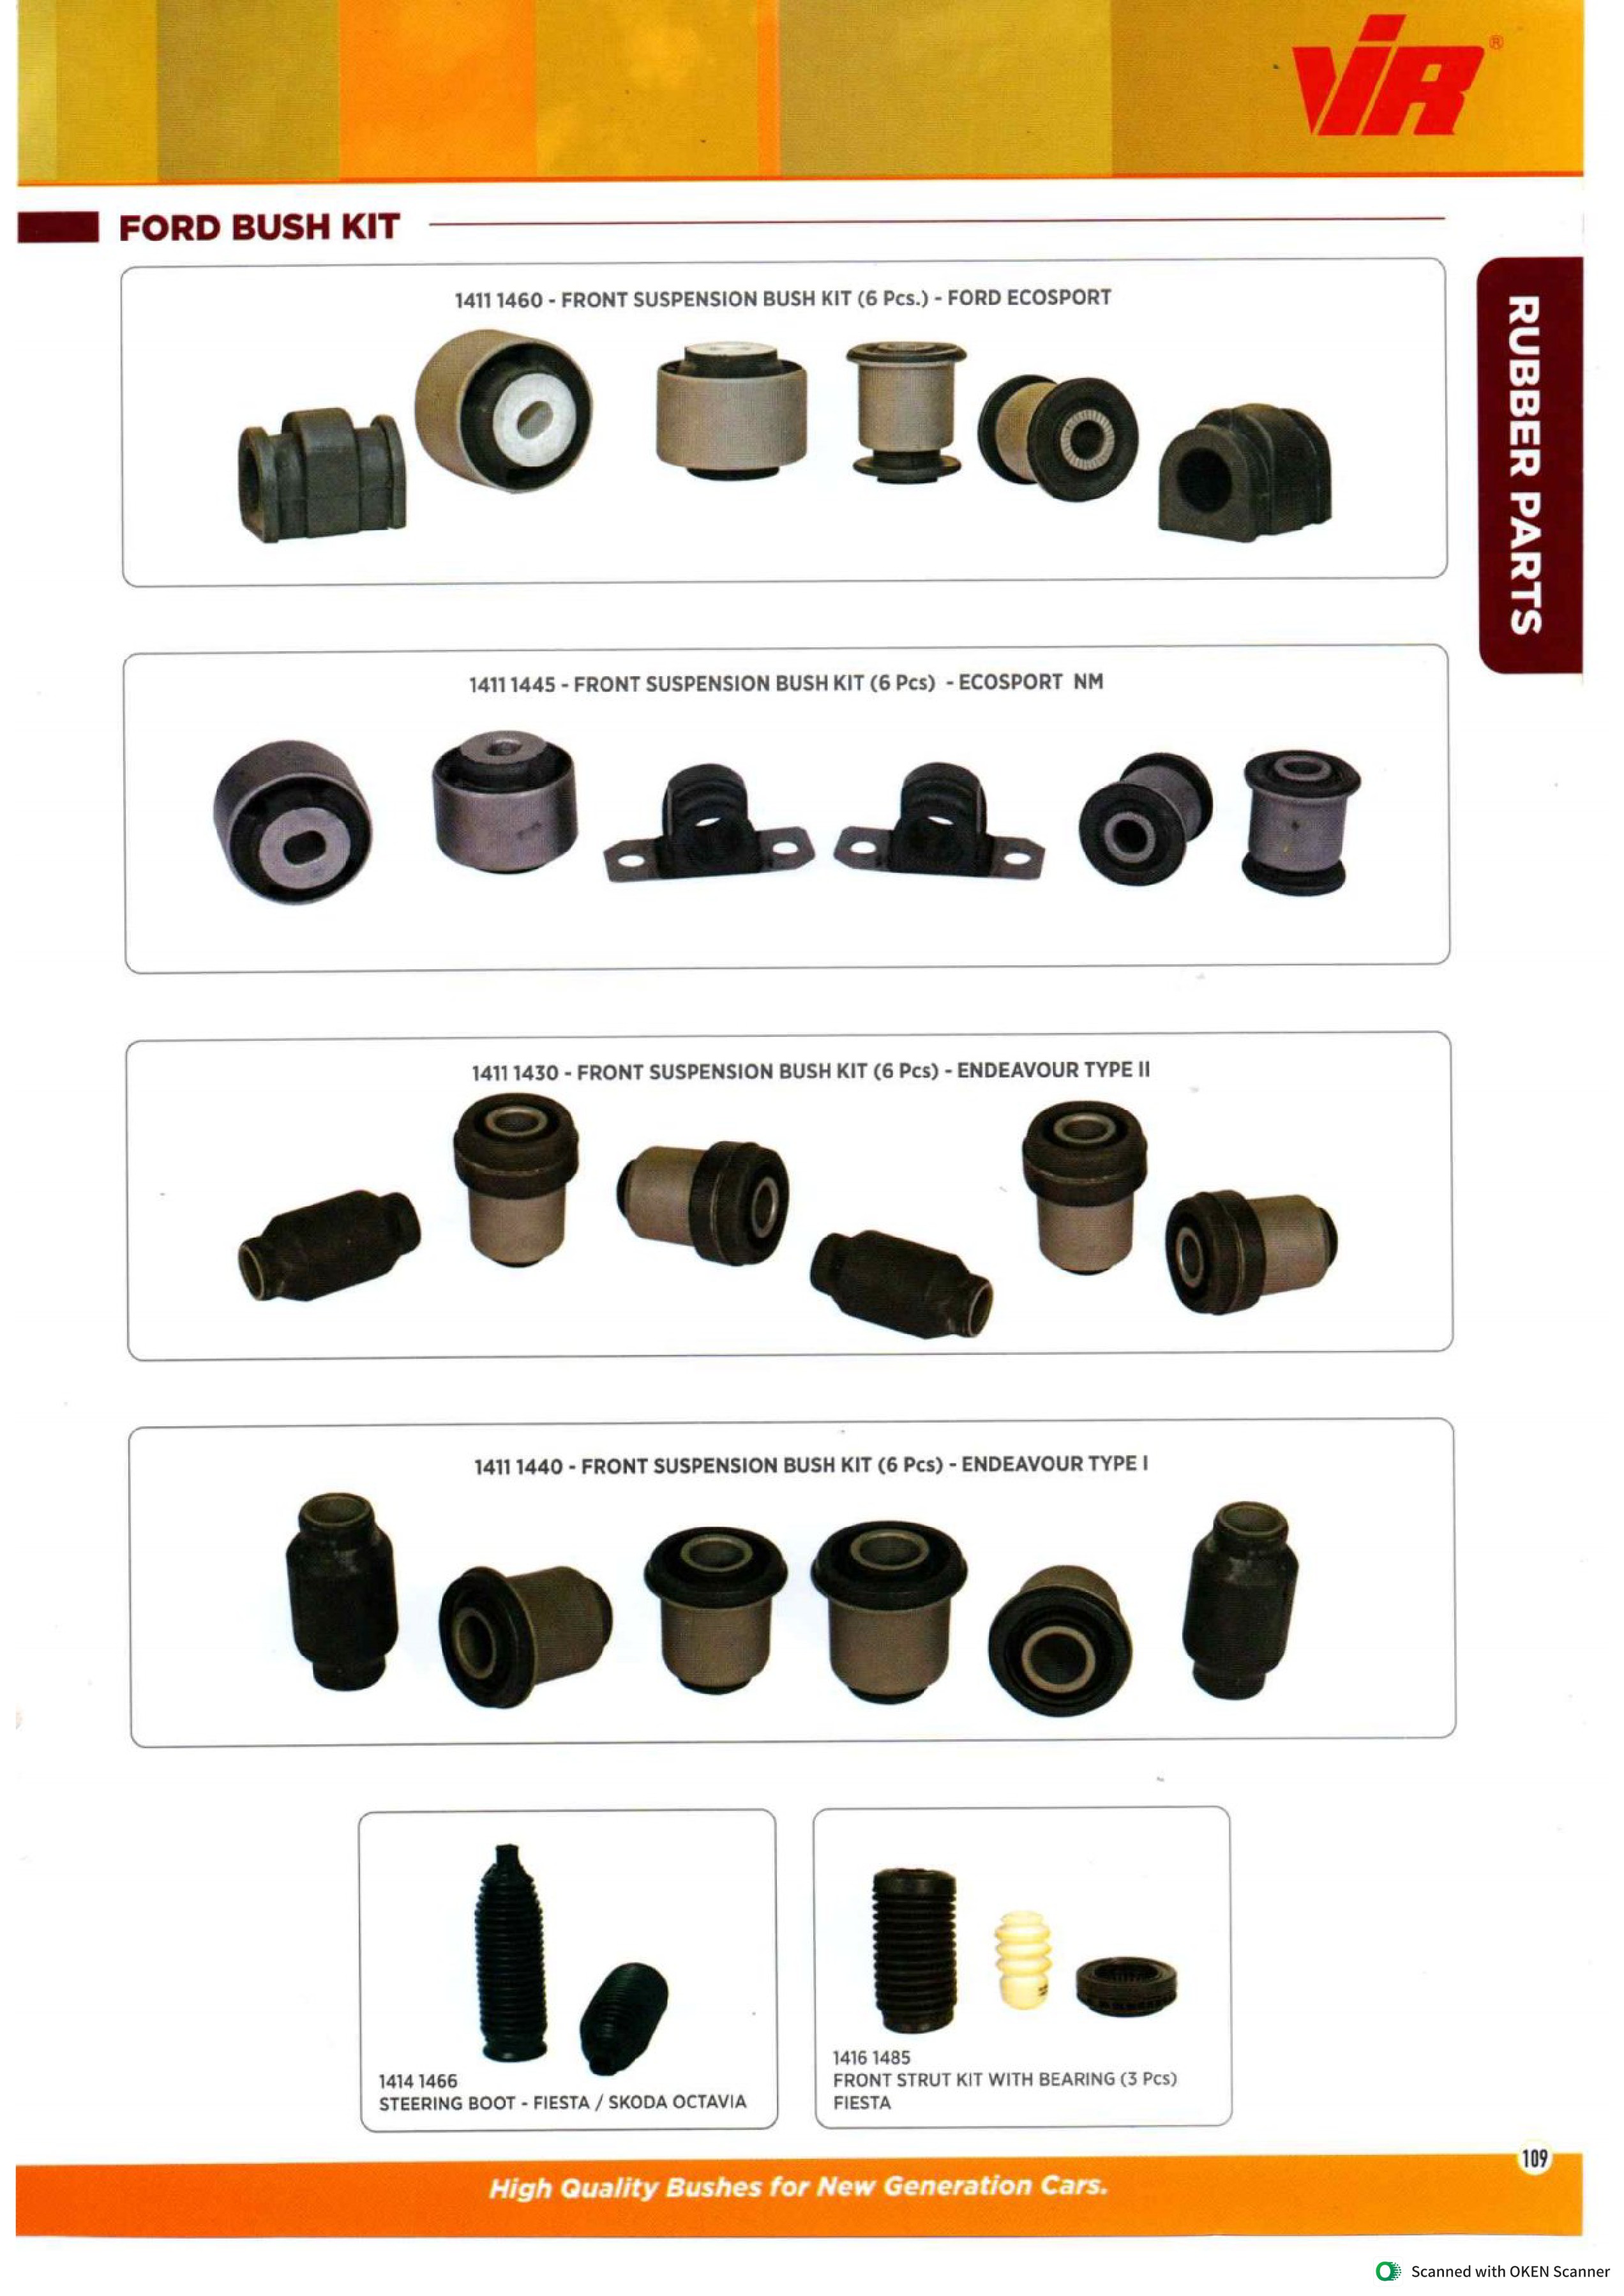 VIR®
FORD BUSH KIT
RUBBER PARTS
1411 1460 - FRONT SUSPENSION BUSH KIT (6 Pcs.) - FORD ECOSPORT
1411 1445 - FRONT SUSPENSION BUSH KIT (6 Pcs) - ECOSPORT NM
1411 1430 - FRONT SUSPENSION BUSH KIT (6 Pcs) - ENDEAVOUR TYPE II
1411 1440 - FRONT SUSPENSION BUSH KIT (6 Pcs) - ENDEAVOUR TYPE I
1414 1466
STEERING BOOT - FIESTA / SKODA OCTAVIA
1416 1485
FRONT STRUT KIT WITH BEARING (3 Pcs)
FIESTA
109
High Quality Bushes for New Generation Cars.
Scanned with OKEN Scanner